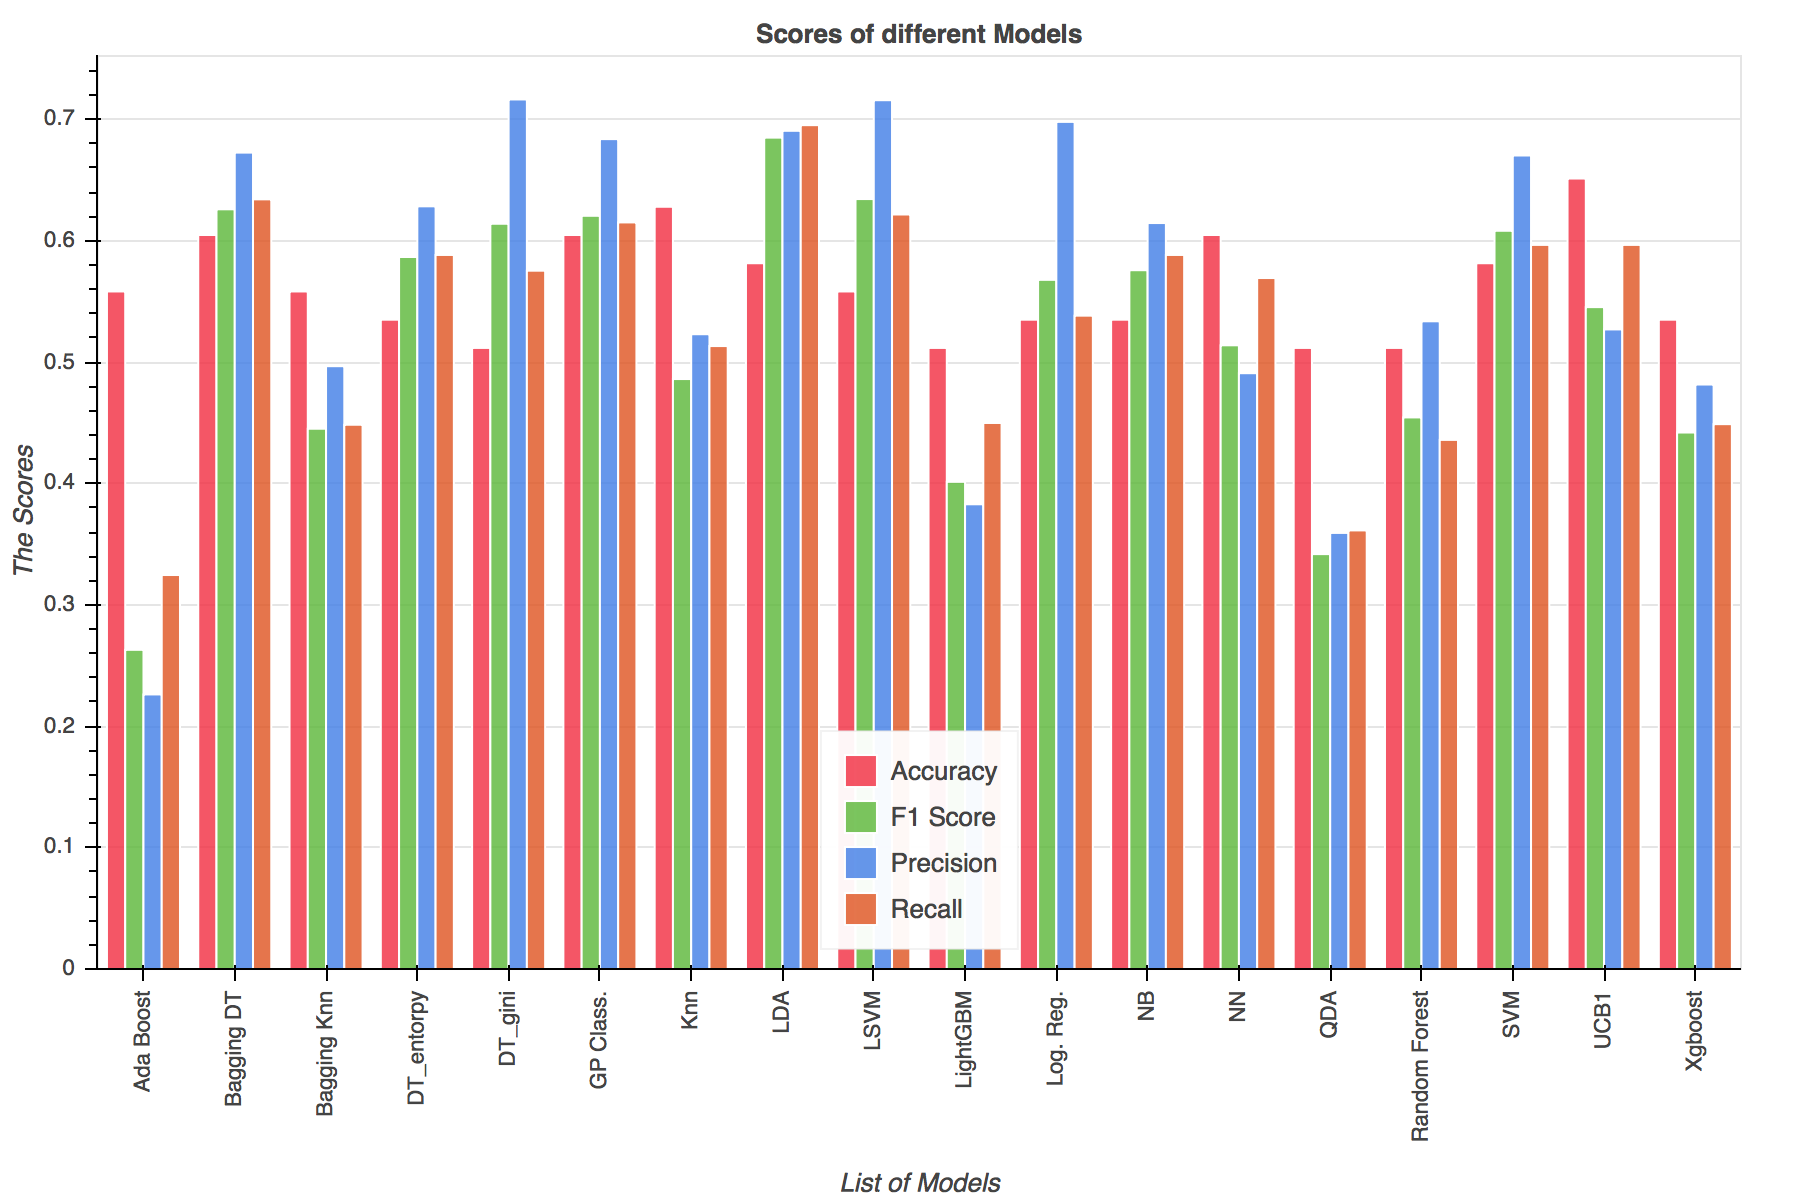 Scores of different Models
The Scores
0.7
0.6
0.5
0.4
0.3
0.2
0.1
0
Accuracy
F1 Score
Precision
Recall
Ada Boost
Bagging DT
Bagging Knn
DT_entorpy
DT_gini
GP Class.
Knn
LDA
LSVM
LightGBM
Log. Reg.
NB
NN
QDA
Random Forest
SVM
UCB1
Xgboost
List of Models